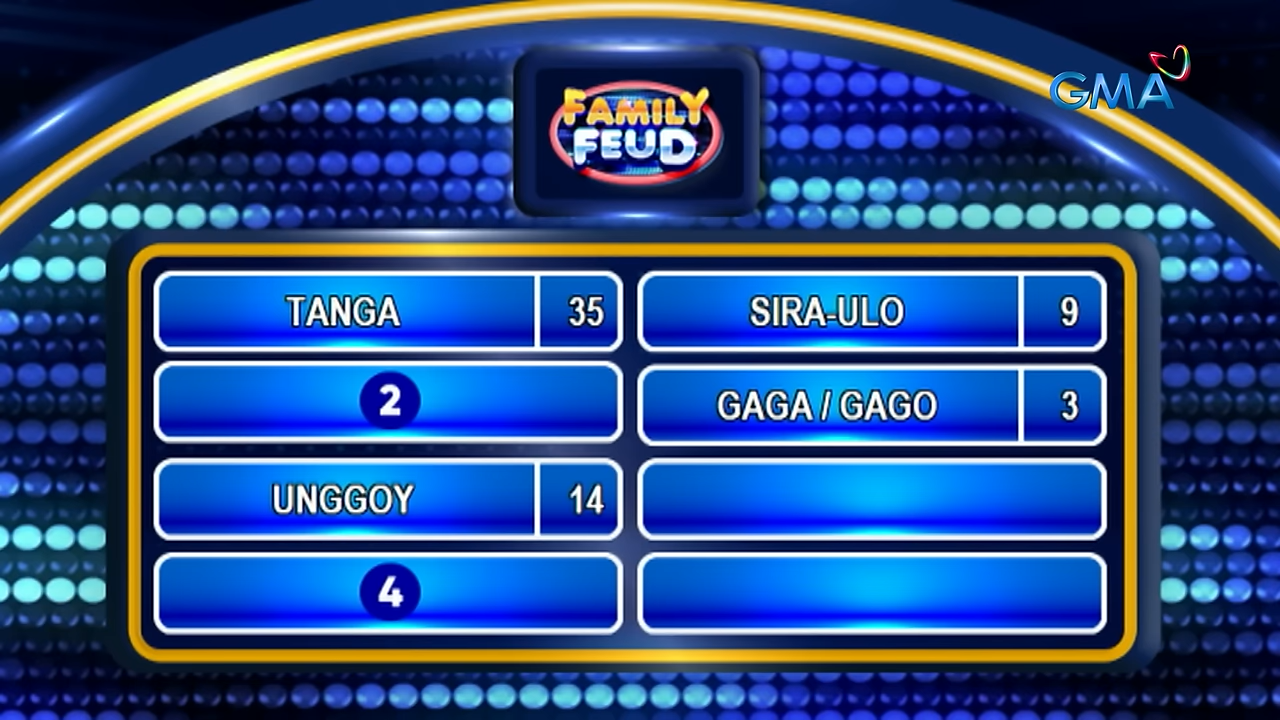 FAMILY
FEUD
GMA
TANGA 35
2
UNGGOY 14
4
SIRA-ULO 9
GAGA / GAGO 3